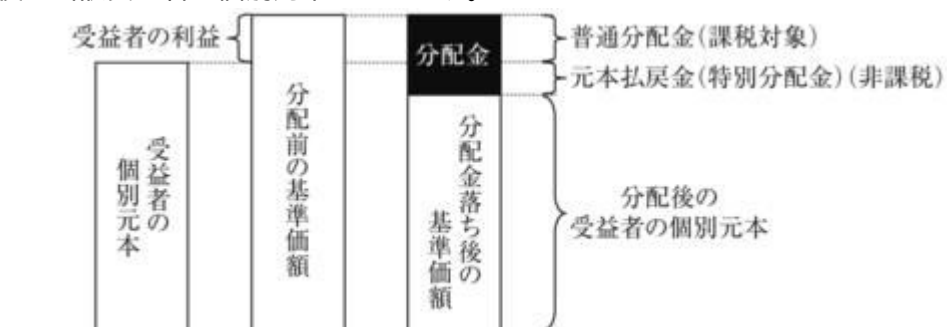 受益者の利益
普通分配金(課税対象)
分配金
元本払戻金(特別分配金)(非課税)
受益者の
個別元本
分配前の基準価額
分配金落ち後の
基準価額
分配後の
受益者の個別元本